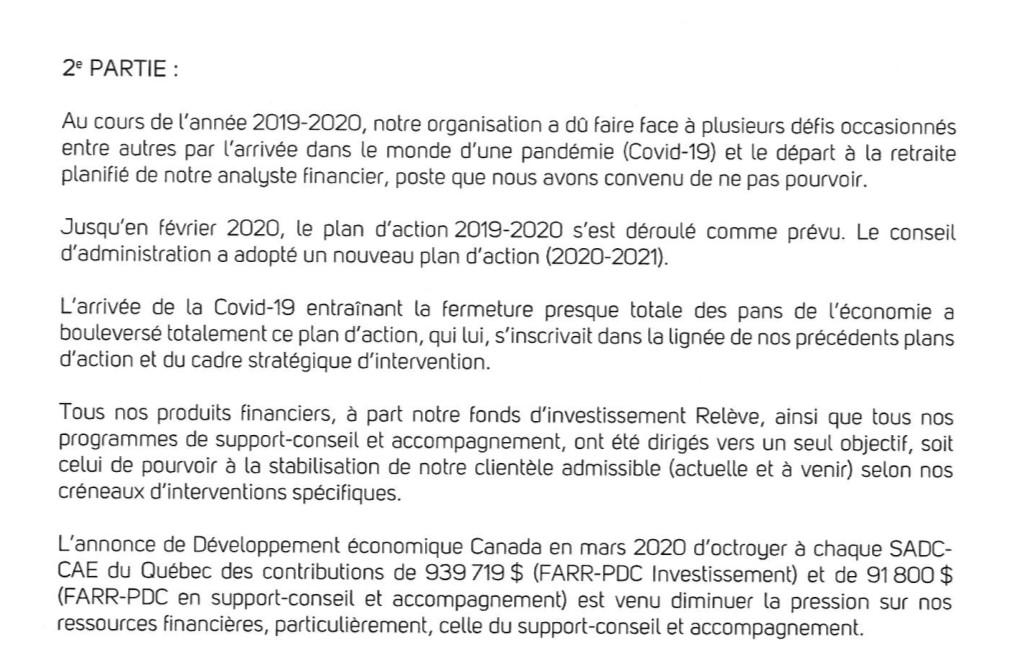 2e PARTIE :
Au cours de l'année 2019-2020, notre organisation a dû faire face à plusieurs défis occasionnés
entre autres par l'arrivée dans le monde d'une pandémie (Covid-19) et le départ à la retraite
planifié de notre analyste financier, poste que nous avons convenu de ne pas pourvoir.
Jusqu'en février 2020, le plan d'action 2019-2020 s'est déroulé comme prévu. Le conseil
d'administration a adopté un nouveau plan d'action (2020-2021).
L'arrivée de la Covid-19 entraînant la fermeture presque totale des pans de l'économie a
bouleversé totalement ce plan d'action, qui lui, s'inscrivait dans la lignée de nos précédents plans
d'action et du cadre stratégique d'intervention.
Tous nos produits financiers, à part notre fonds d'investissement Relève, ainsi que tous nos
programmes de support-conseil et accompagnement, ont été dirigés vers un seul objectif, soit
celui de pourvoir à la stabilisation de notre clientèle admissible (actuelle et à venir) selon nos
créneaux d'interventions spécifiques.
L'annonce de Développement économique Canada en mars 2020 d'octroyer à chaque SADC-
CAE du Québec des contributions de 939 719 $ (FARR-PDC Investissement) et de 91 800 $
(FARR-PDC en support-conseil et accompagnement) est venu diminuer la pression sur nos
ressources financières, particulièrement, celle du support-conseil et accompagnement.